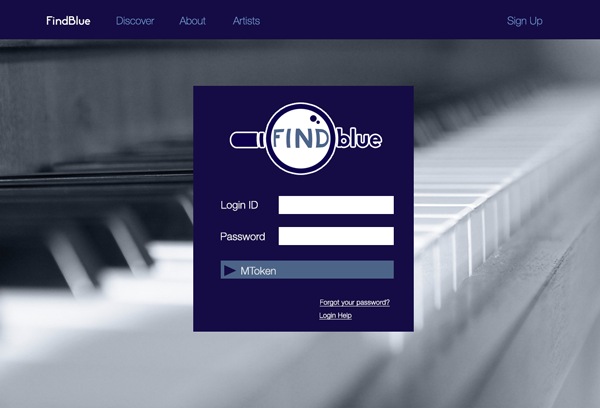 FindBlue Discover About Artists Sign Up
FIND blue
Login ID
Password
MToken
Forgot your password?
Login Help